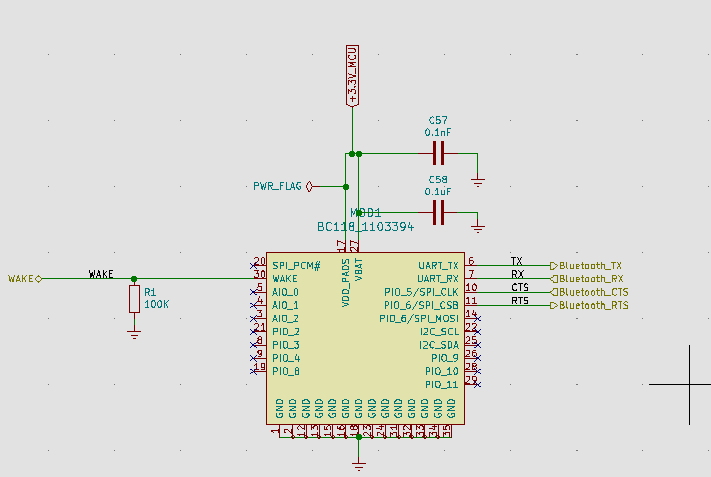 +3.3V_MCU
C57
0.1nF
C58
0.1uF
PWR_FLAG
MOD1
BC118_1103394
17
27
VDD_PADS
VBAT
WAKE
WAKE
R1
100K
20 SPI_PCM#
30 WAKE
5 AIO_0
4 AIO_1
3 AIO_2
21 PIO_2
8 PIO_3
9 PIO_4
19 PIO_8
UART_TX 6 TX Bluetooth_TX
UART_RX 7 RX Bluetooth_RX
PIO_5/SPI_CLK 10 CTS Bluetooth_CTS
PIO_6/SPI_CSB 11 RTS Bluetooth_RTS
PIO_6/SPI_MOSI 14
I2C_SCL 22
I2C_SDA 25
PIO_9 26
PIO_10 28
PIO_11 29
GND GND GND GND GND GND GND GND GND GND GND GND GND GND
1 2 12 13 15 16 18 23 24 31 32 33 34 35